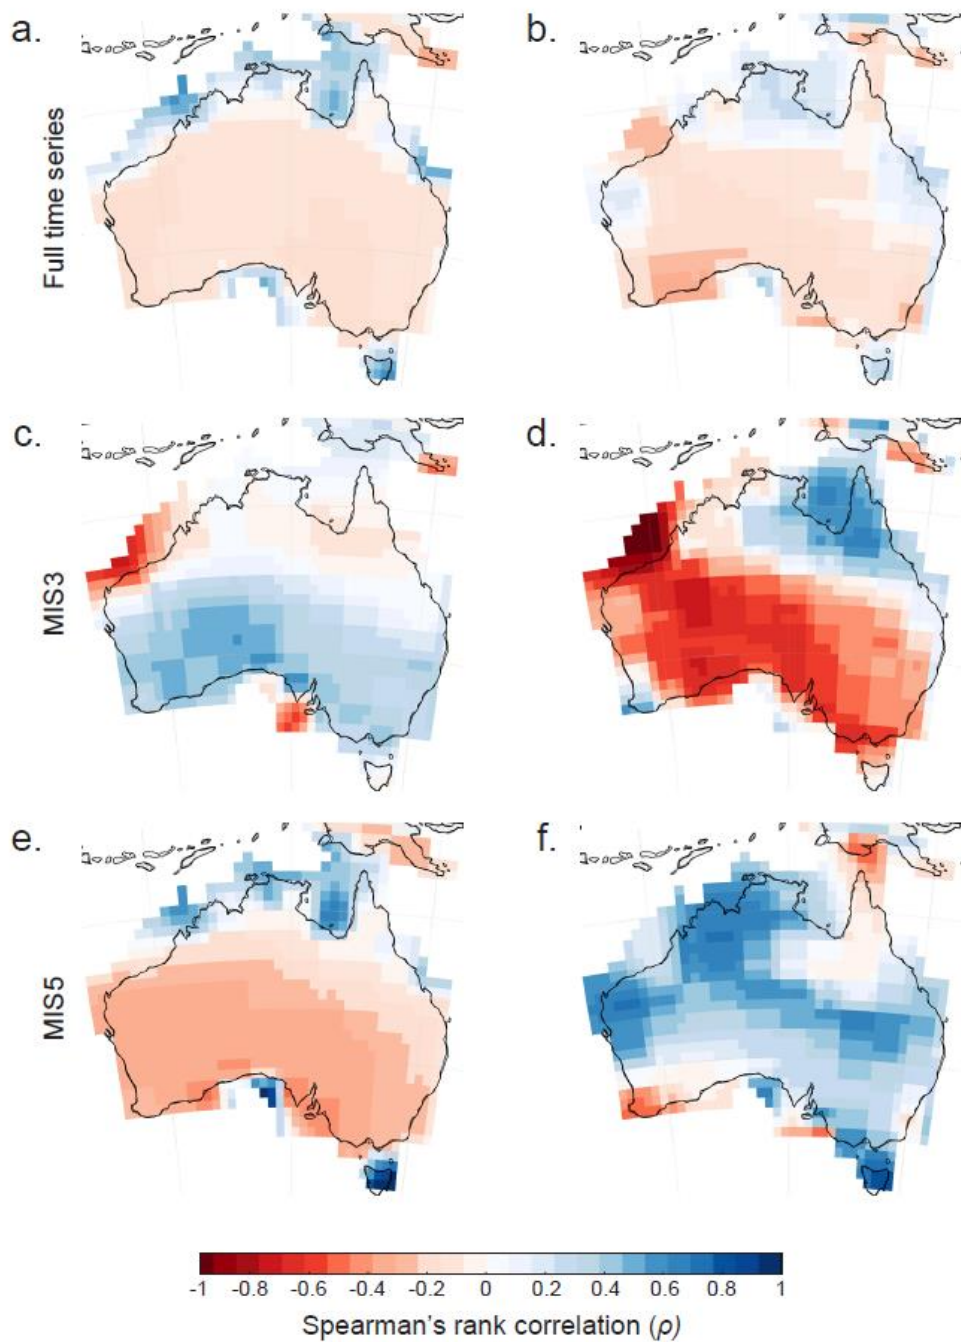 a.
b.
Full time series
c.
d.
MIS3
e.
f.
MIS5
-1 -0.8 -0.6 -0.4 -0.2 0 0.2 0.4 0.6 0.8 1
Spearman's rank correlation (ρ)